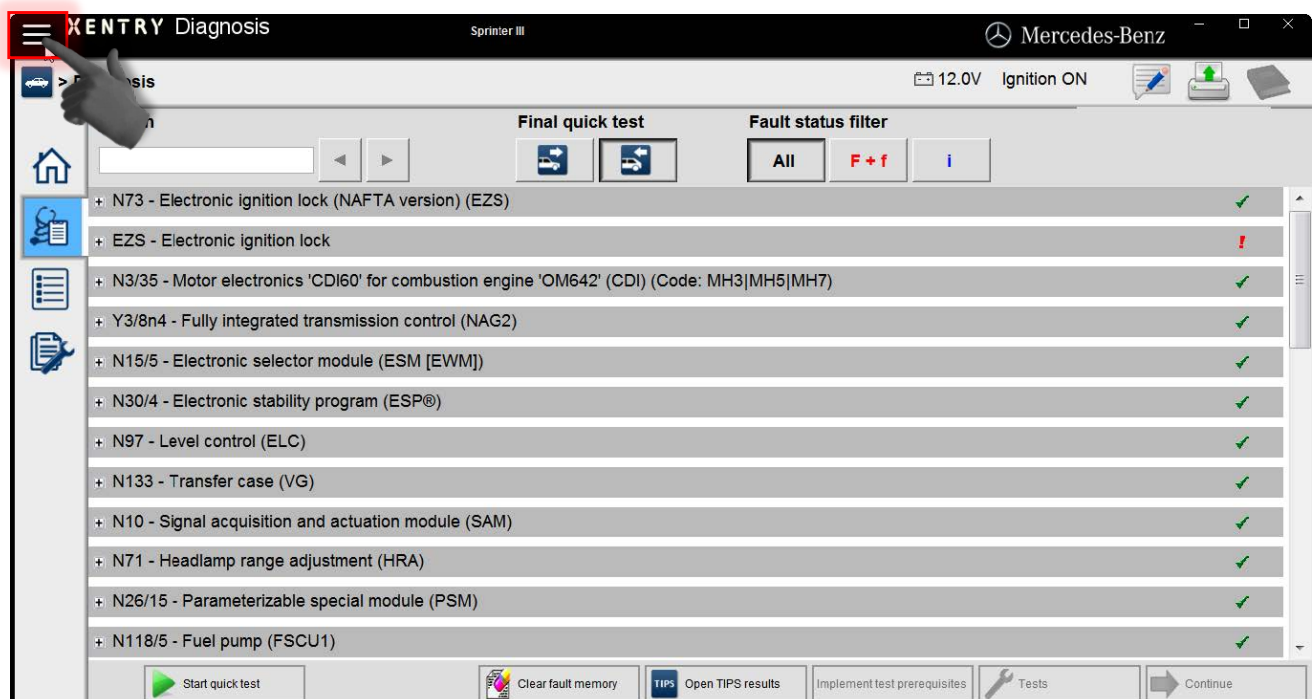 XENTRY Diagnosis
Sprinter III
Mercedes-Benz
12.0V Ignition ON
Final quick test
Fault status filter
All
F + f
i
+ N73 - Electronic ignition lock (NAFTA version) (EZS)
+ EZS - Electronic ignition lock
!
+ N3/35 - Motor electronics 'CDI60' for combustion engine 'OM642' (CDI) (Code: MH3|MH5|MH7)
+ Y3/8n4 - Fully integrated transmission control (NAG2)
+ N15/5 - Electronic selector module (ESM [EWM])
+ N30/4 - Electronic stability program (ESP®)
+ N97 - Level control (ELC)
+ N133 - Transfer case (VG)
+ N10 - Signal acquisition and actuation module (SAM)
+ N71 - Headlamp range adjustment (HRA)
+ N26/15 - Parameterizable special module (PSM)
+ N118/5 - Fuel pump (FSCU1)
Start quick test
Clear fault memory
TIPS Open TIPS results
Implement test prerequisites
Tests
Continue